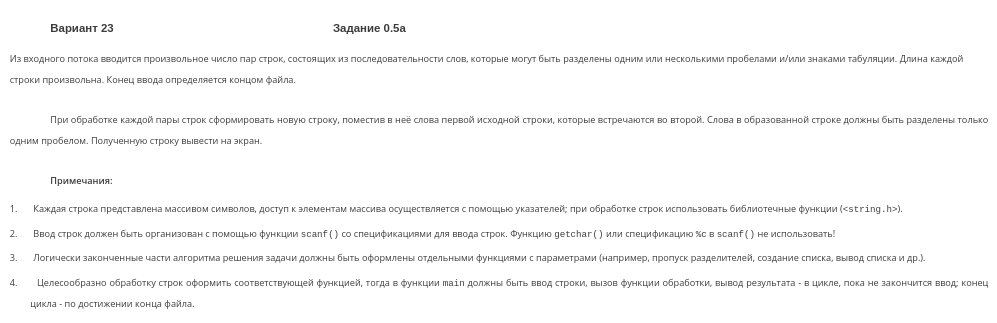 Вариант 23 Задание 0.5а
Из входного потока вводится произвольное число пар строк, состоящих из последовательности слов, которые могут быть разделены одним или несколькими пробелами и/или знаками табуляции. Длина каждой
строки произвольна. Конец ввода определяется концом файла.
При обработке каждой пары строк сформировать новую строку, поместив в неё слова первой исходной строки, которые встречаются во второй. Слова в образованной строке должны быть разделены только
одним пробелом. Полученную строку вывести на экран.
Примечания:
1. Каждая строка представлена массивом символов, доступ к элементам массива осуществляется с помощью указателей; при обработке строк использовать библиотечные функции (<string.h>).
2. Ввод строк должен быть организован с помощью функции scanf() со спецификациями для ввода строк. Функцию getchar() или спецификацию %c в scanf() не использовать!
3. Логически законченные части алгоритма решения задачи должны быть оформлены отдельными функциями с параметрами (например, пропуск разделителей, создание списка, вывод списка и др.).
4. Целесообразно обработку строк оформить соответствующей функцией, тогда в функции main должны быть ввод строки, вызов функции обработки, вывод результата - в цикле, пока не закончится ввод; конец
цикла - по достижении конца файла.